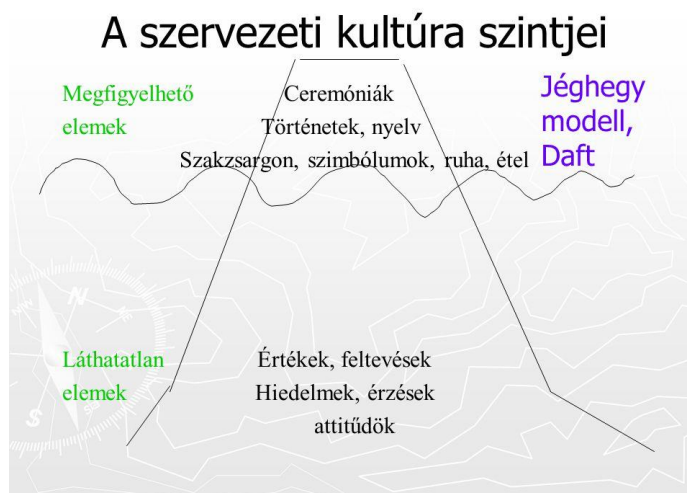 A szervezeti kultúra szintjei
Megfigyelhető
elemek
Ceremóniák
Történetek, nyelv
Szakzsargon, szimbólumok, ruha, étel
Jéghegy
modell,
Daft
N
S
Láthatatlan
elemek
Értékek, feltevések
Hiedelmek, érzések
attitűdök